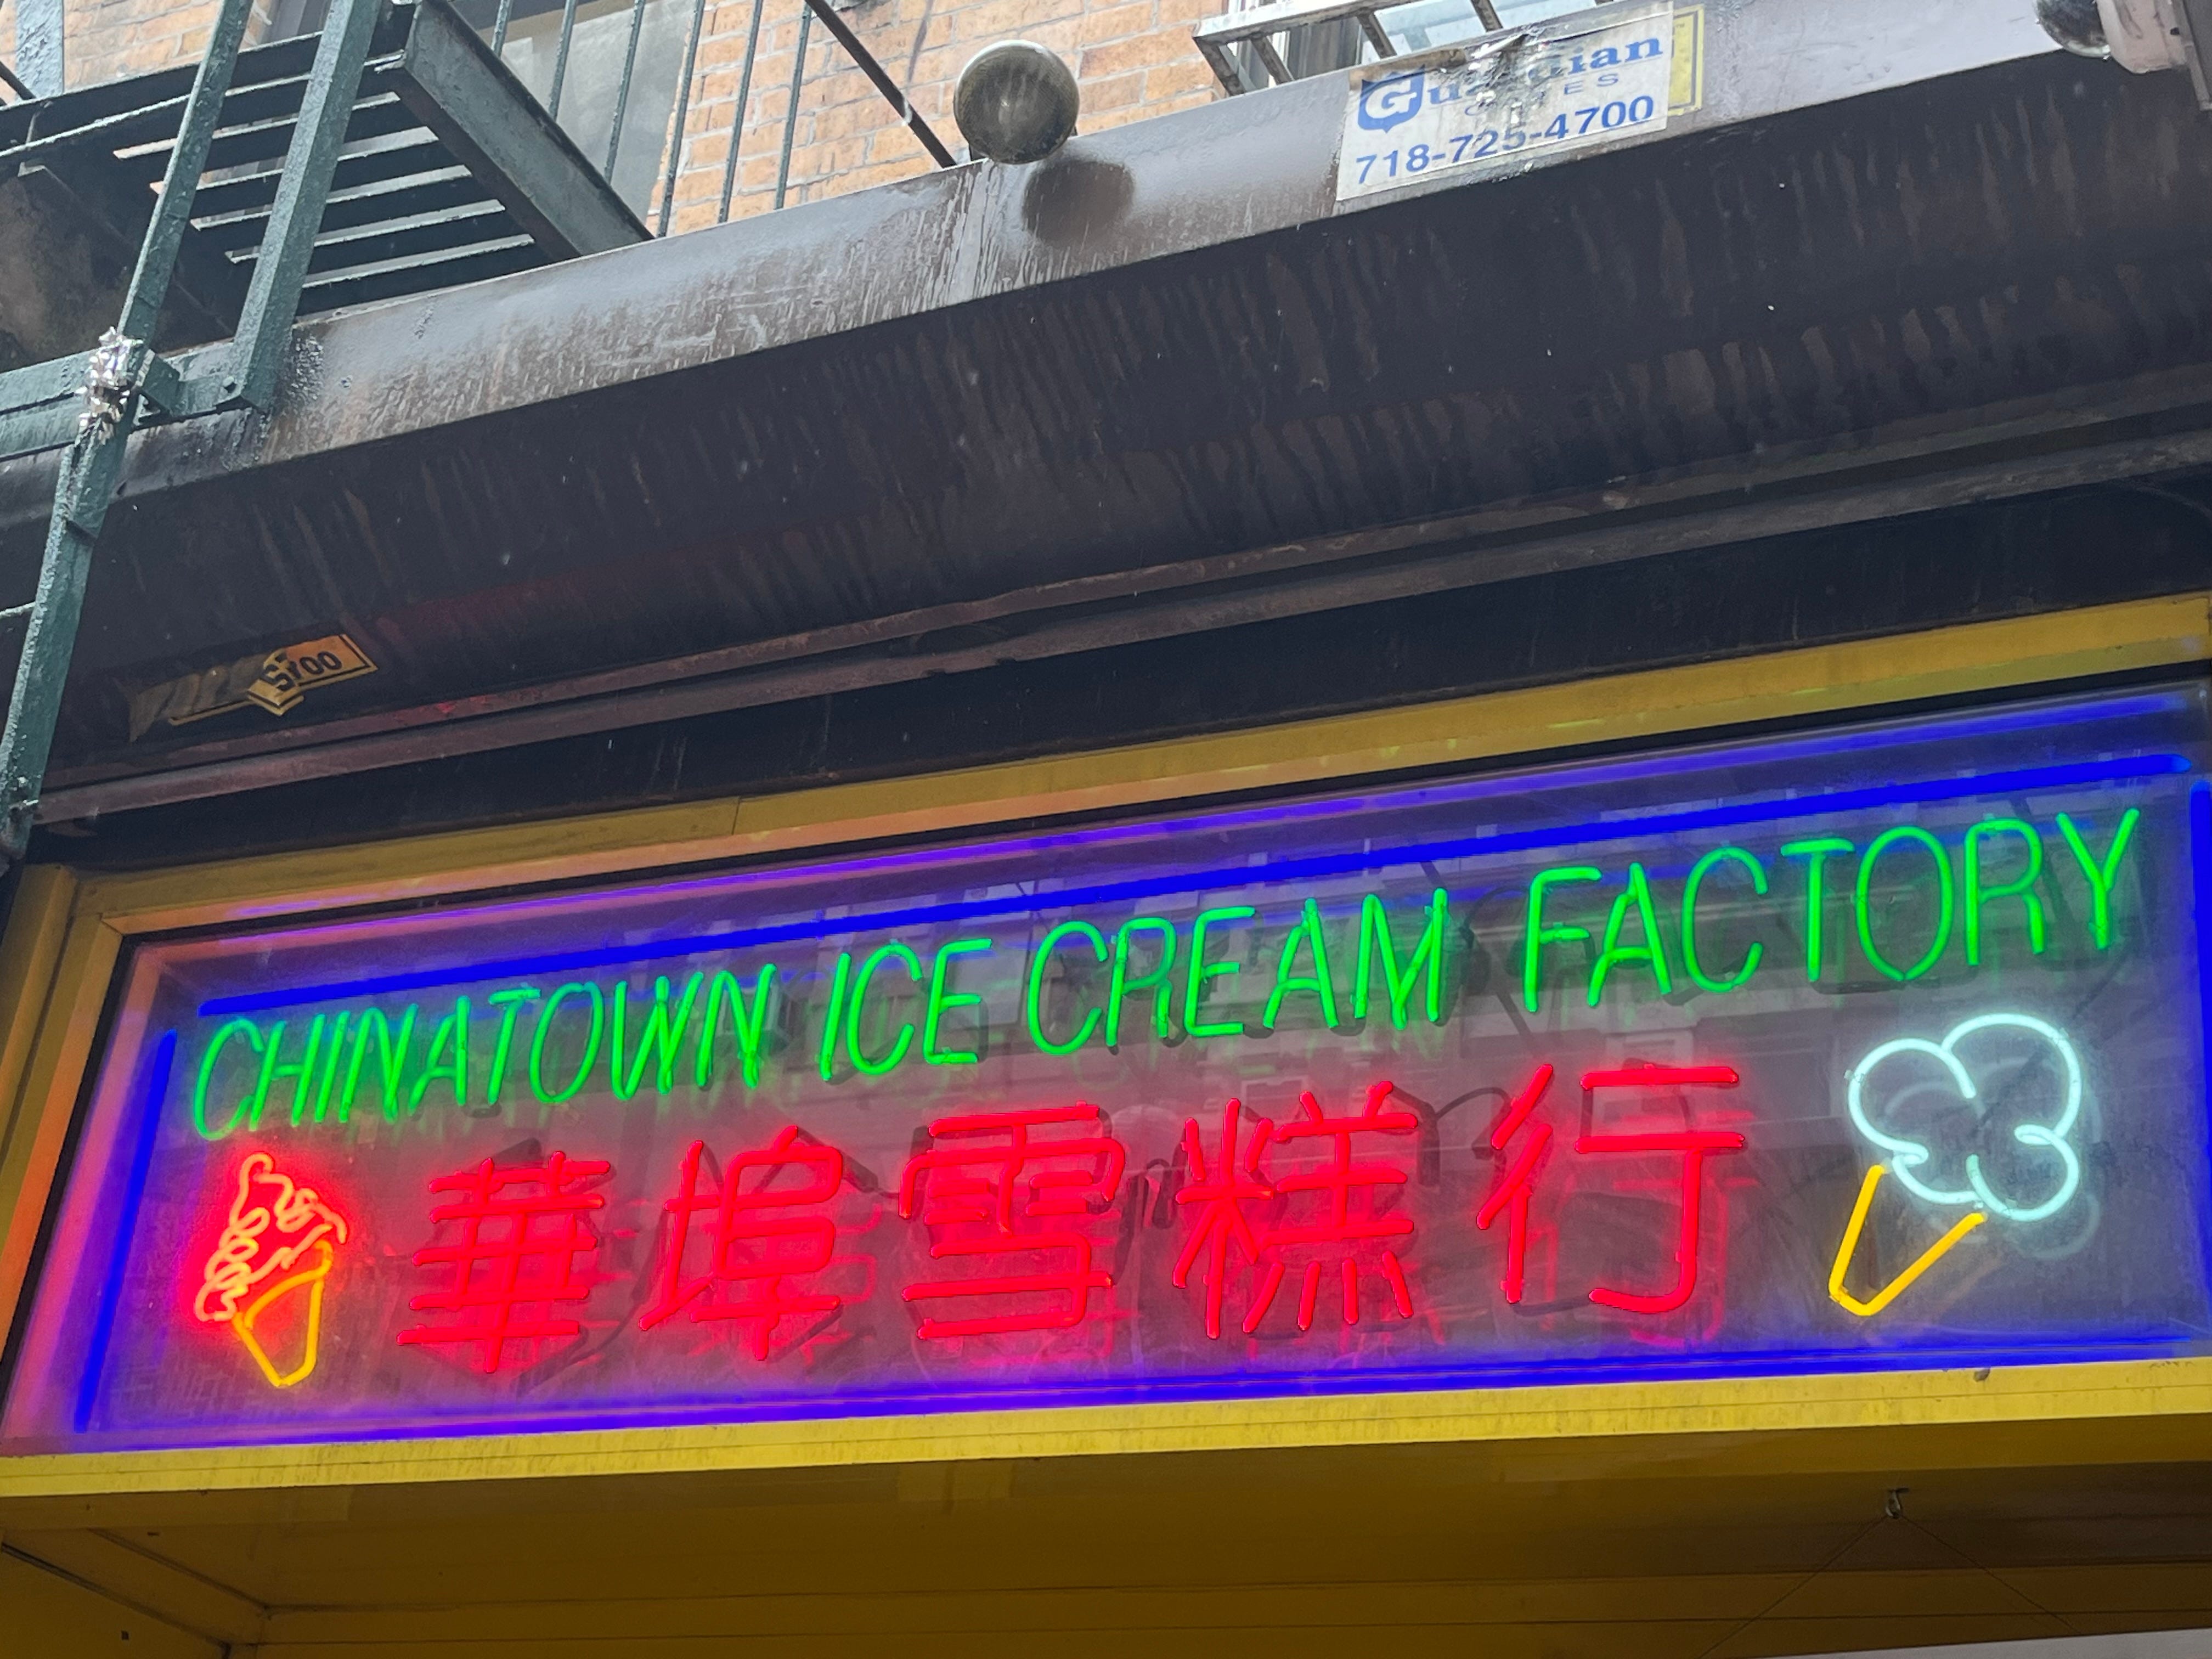 718-725-4700
CHINATOWN ICE CREAM FACTORY
華埠雪糕行